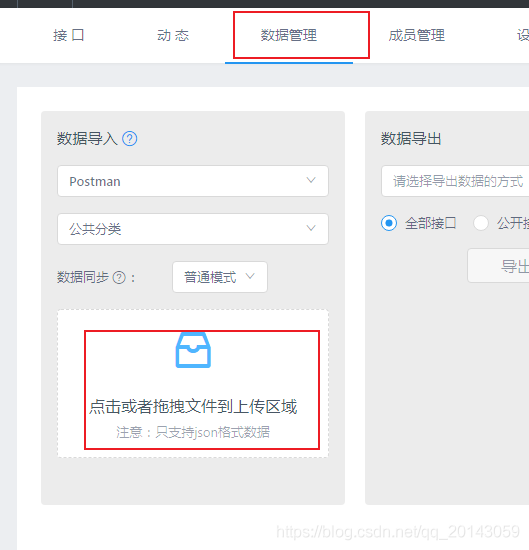 接 口 动 态 数据管理 成员管理 设
数据导入 ?
Postman
公共分类
数据同步 ? : 普通模式
点击或者拖拽文件到上传区域
注意：只支持json格式数据
数据导出
请选择导出数据的方式
全部接口 公开接
导出
https://blog.csdn.net/qq_20143059